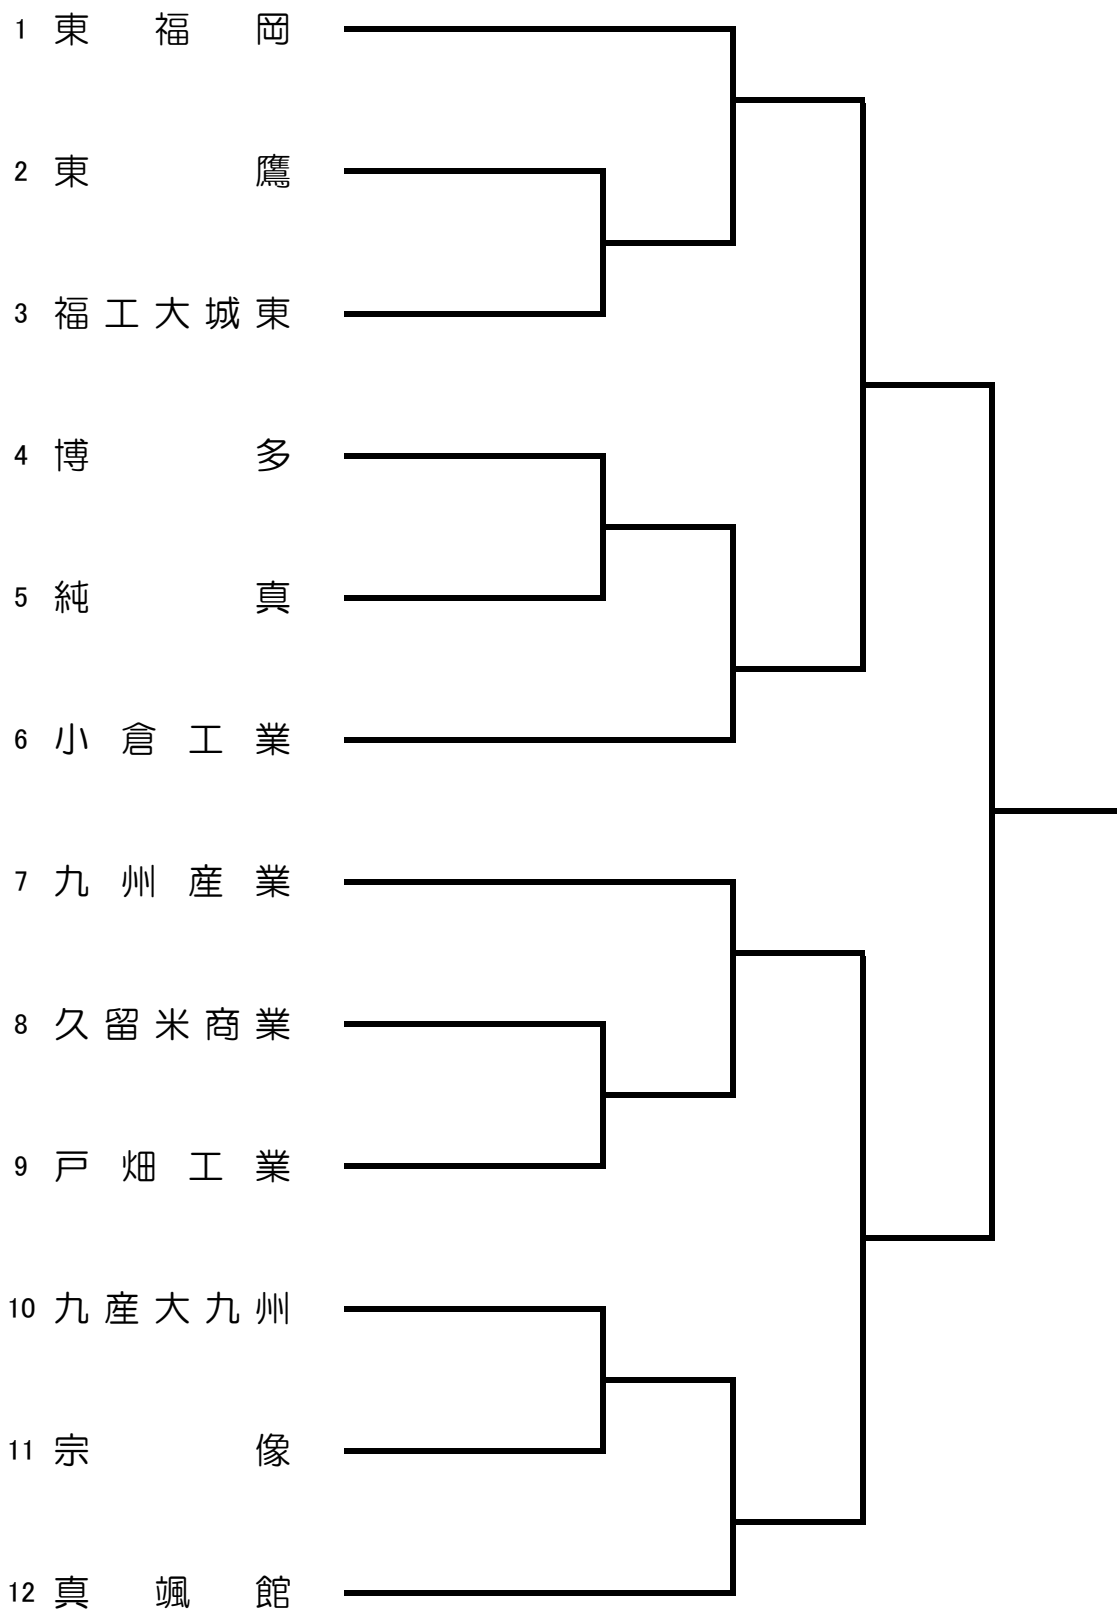 1 東福岡
2 東鷹
3 福工大城東
4 博多
5 純真
6 小倉工業
7 九州産業
8 久留米商業
9 戸畑工業
10 九産大九州
11 宗像
12 真颯館